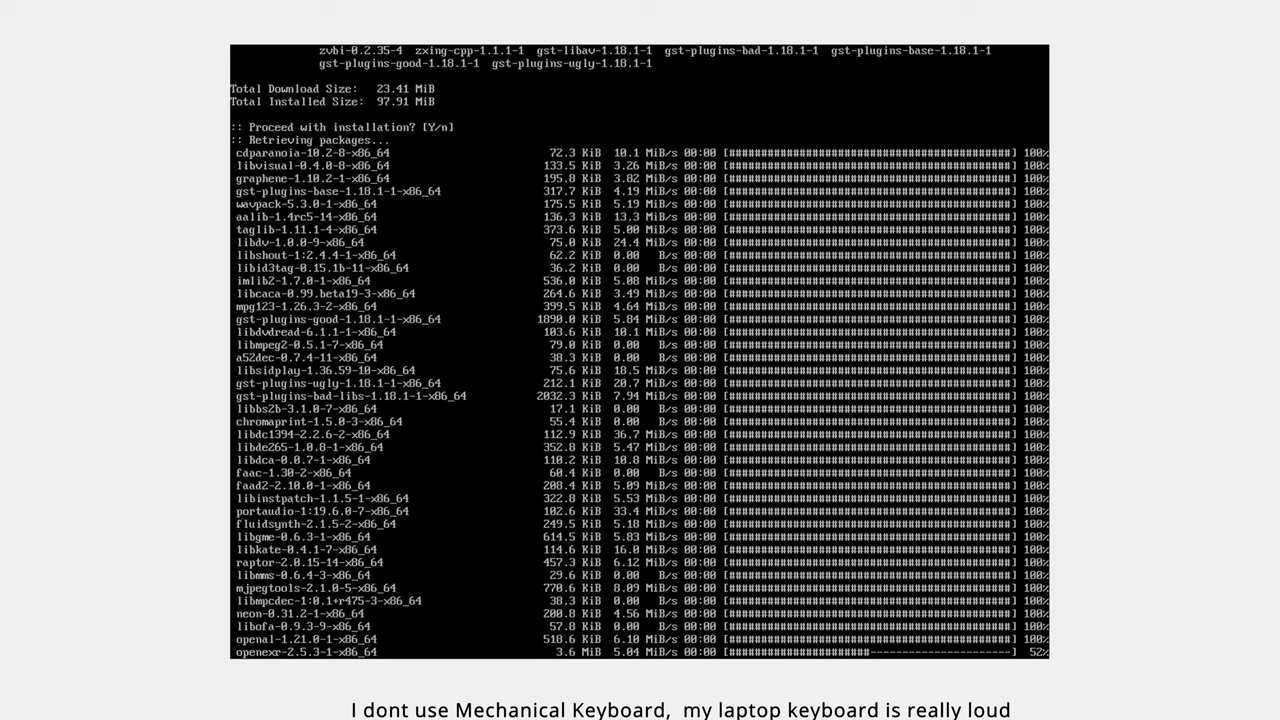 zvbi-0.2.35-4 zxing-cpp-1.1.1-1 gst-libav-1.18.1-1 gst-plugins-bad-1.18.1-1 gst-plugins-base-1.18.1-1
gst-plugins-good-1.18.1-1 gst-plugins-ugly-1.18.1-1
Total Download Size: 23.41 MiB
Total Installed Size: 97.91 MiB
:: Proceed with installation? [Y/n]
:: Retrieving packages...
cdparanoia-10.2-8-x86_64 72.3 KiB 10.1 MiB/s 00:00 [############################################] 100%
libvisual-0.4.0-8-x86_64 133.5 KiB 3.26 MiB/s 00:00 [############################################] 100%
graphene-1.10.2-1-x86_64 195.8 KiB 3.82 MiB/s 00:00 [############################################] 100%
gst-plugins-base-1.18.1-1-x86_64 317.7 KiB 4.19 MiB/s 00:00 [############################################] 100%
wavpack-5.3.0-1-x86_64 175.5 KiB 5.19 MiB/s 00:00 [############################################] 100%
aalib-1.4rc5-14-x86_64 136.3 KiB 13.3 MiB/s 00:00 [############################################] 100%
taglib-1.11.1-4-x86_64 373.6 KiB 5.00 MiB/s 00:00 [############################################] 100%
libdv-1.0.0-9-x86_64 75.0 KiB 24.4 MiB/s 00:00 [############################################] 100%
libshout-1:2.4.4-1-x86_64 62.2 KiB 0.00 B/s 00:00 [############################################] 100%
libid3tag-0.15.1b-11-x86_64 36.2 KiB 0.00 B/s 00:00 [############################################] 100%
imlib2-1.7.0-1-x86_64 536.0 KiB 5.08 MiB/s 00:00 [############################################] 100%
libcaca-0.99.beta19-3-x86_64 264.6 KiB 3.49 MiB/s 00:00 [############################################] 100%
mpg123-1.26.3-2-x86_64 399.5 KiB 4.64 MiB/s 00:00 [############################################] 100%
gst-plugins-good-1.18.1-1-x86_64 1890.0 KiB 5.84 MiB/s 00:00 [############################################] 100%
libdvdread-6.1.1-1-x86_64 103.6 KiB 10.1 MiB/s 00:00 [############################################] 100%
libmpeg2-0.5.1-7-x86_64 79.0 KiB 0.00 B/s 00:00 [############################################] 100%
a52dec-0.7.4-11-x86_64 38.3 KiB 0.00 B/s 00:00 [############################################] 100%
libsidplay-1.36.59-10-x86_64 75.6 KiB 18.5 MiB/s 00:00 [############################################] 100%
gst-plugins-ugly-1.18.1-1-x86_64 212.1 KiB 20.7 MiB/s 00:00 [############################################] 100%
gst-plugins-bad-libs-1.18.1-1-x86_64 2032.3 KiB 7.94 MiB/s 00:00 [############################################] 100%
libbs2b-3.1.0-7-x86_64 17.1 KiB 0.00 B/s 00:00 [############################################] 100%
chromaprint-1.5.0-3-x86_64 55.4 KiB 0.00 B/s 00:00 [############################################] 100%
libdc1394-2.2.6-2-x86_64 112.9 KiB 36.7 MiB/s 00:00 [############################################] 100%
libde265-1.0.8-1-x86_64 352.8 KiB 5.47 MiB/s 00:00 [############################################] 100%
libdca-0.0.7-1-x86_64 110.2 KiB 10.8 MiB/s 00:00 [############################################] 100%
faac-1.30-2-x86_64 60.4 KiB 0.00 B/s 00:00 [############################################] 100%
faad2-2.10.0-1-x86_64 208.4 KiB 5.09 MiB/s 00:00 [############################################] 100%
libinstpatch-1.1.5-1-x86_64 322.8 KiB 5.53 MiB/s 00:00 [############################################] 100%
portaudio-1:19.6.0-7-x86_64 102.6 KiB 33.4 MiB/s 00:00 [############################################] 100%
fluidsynth-2.1.5-2-x86_64 249.5 KiB 5.18 MiB/s 00:00 [############################################] 100%
libgme-0.6.3-1-x86_64 614.5 KiB 5.83 MiB/s 00:00 [############################################] 100%
libkate-0.4.1-7-x86_64 114.6 KiB 16.0 MiB/s 00:00 [############################################] 100%
raptor-2.0.15-14-x86_64 457.3 KiB 6.12 MiB/s 00:00 [############################################] 100%
libmms-0.6.4-3-x86_64 29.6 KiB 0.00 B/s 00:00 [############################################] 100%
mjpegtools-2.1.0-5-x86_64 770.6 KiB 8.09 MiB/s 00:00 [############################################] 100%
libmpcdec-1:0.1+r475-3-x86_64 38.3 KiB 0.00 B/s 00:00 [############################################] 100%
neon-0.31.2-1-x86_64 200.8 KiB 4.56 MiB/s 00:00 [############################################] 100%
libofa-0.9.3-9-x86_64 57.8 KiB 0.00 B/s 00:00 [############################################] 100%
openal-1.21.0-1-x86_64 518.6 KiB 6.10 MiB/s 00:00 [############################################] 100%
openexr-2.5.3-1-x86_64 3.6 MiB 5.04 MiB/s 00:00 [######################----------------------] 52%
I dont use Mechanical Keyboard, my laptop keyboard is really loud